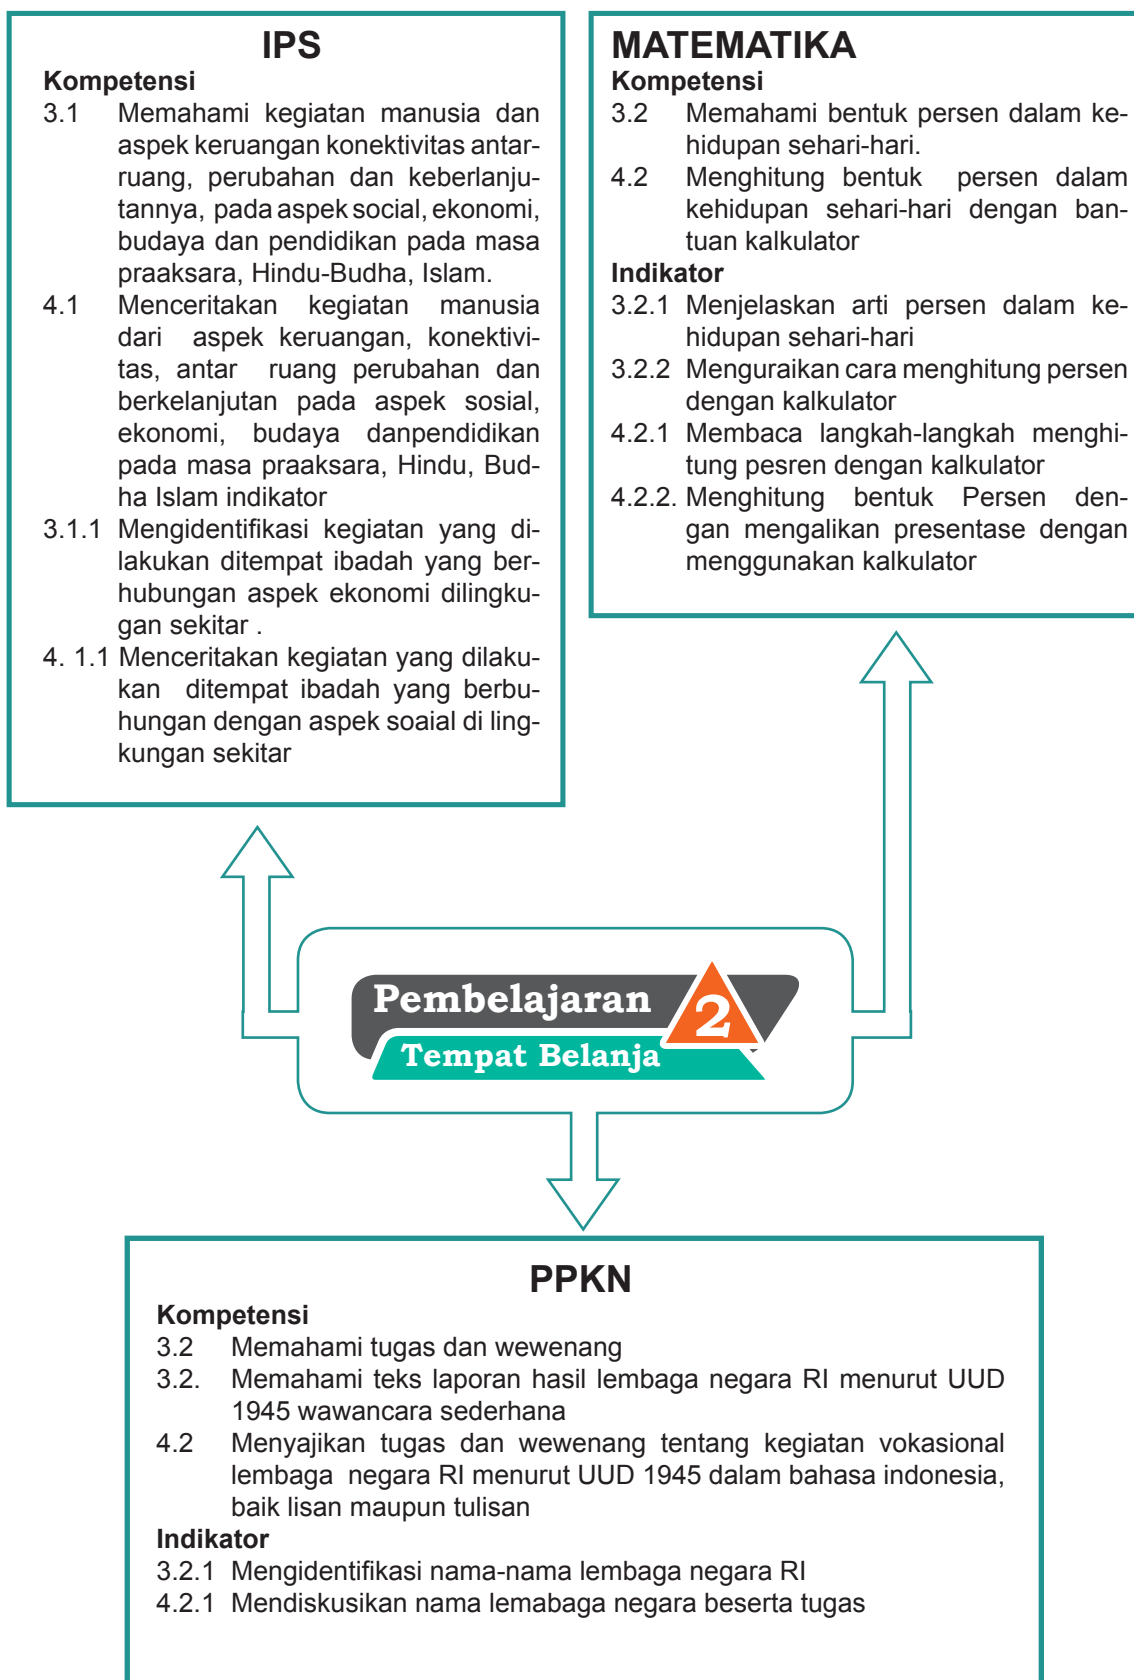 IPS
Kompetensi
3.1 Memahami kegiatan manusia dan
aspek keruangan konektivitas antar-
ruang, perubahan dan keberlanju-
tannya, pada aspek social, ekonomi,
budaya dan pendidikan pada masa
praaksara, Hindu-Budha, Islam.
4.1 Menceritakan kegiatan manusia
dari aspek keruangan, konektivi-
tas, antar ruang perubahan dan
berkelanjutan pada aspek sosial,
ekonomi, budaya danpendidikan
pada masa praaksara, Hindu, Bud-
ha Islam indikator
3.1.1 Mengidentifikasi kegiatan yang di-
lakukan ditempat ibadah yang ber-
hubungan aspek ekonomi dilingku-
gan sekitar .
4. 1.1 Menceritakan kegiatan yang dilaku-
kan ditempat ibadah yang berbu-
hungan dengan aspek soaial di ling-
kungan sekitar
MATEMATIKA
Kompetensi
3.2 Memahami bentuk persen dalam ke-
hidupan sehari-hari.
4.2 Menghitung bentuk persen dalam
kehidupan sehari-hari dengan ban-
tuan kalkulator
Indikator
3.2.1 Menjelaskan arti persen dalam ke-
hidupan sehari-hari
3.2.2 Menguraikan cara menghitung persen
dengan kalkulator
4.2.1 Membaca langkah-langkah menghi-
tung pesren dengan kalkulator
4.2.2. Menghitung bentuk Persen den-
gan mengalikan presentase dengan
menggunakan kalkulator
Pembelajaran 2
Tempat Belanja
PPKN
Kompetensi
3.2 Memahami tugas dan wewenang
3.2. Memahami teks laporan hasil lembaga negara RI menurut UUD
1945 wawancara sederhana
4.2 Menyajikan tugas dan wewenang tentang kegiatan vokasional
lembaga negara RI menurut UUD 1945 dalam bahasa indonesia,
baik lisan maupun tulisan
Indikator
3.2.1 Mengidentifikasi nama-nama lembaga negara RI
4.2.1 Mendiskusikan nama lemabaga negara beserta tugas